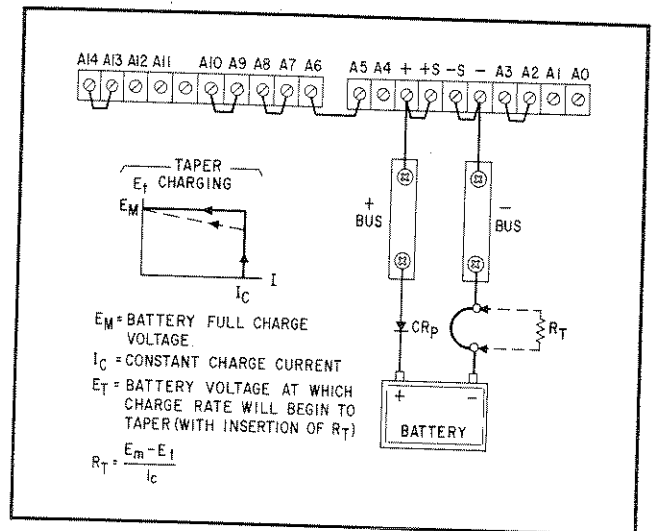 A14 A13 A12 A11 A10 A9 A8 A7 A6 A5 A4 + +S -S - A3 A2 A1 A0
TAPER
CHARGING
Et
EM
IC
I
+
BUS
-
BUS
CRP
RT
+ -
BATTERY
EM = BATTERY FULL CHARGE
VOLTAGE.
IC = CONSTANT CHARGE CURRENT
ET = BATTERY VOLTAGE AT WHICH
CHARGE RATE WILL BEGIN TO
TAPER (WITH INSERTION OF RT)
RT = Em - Et
Ic